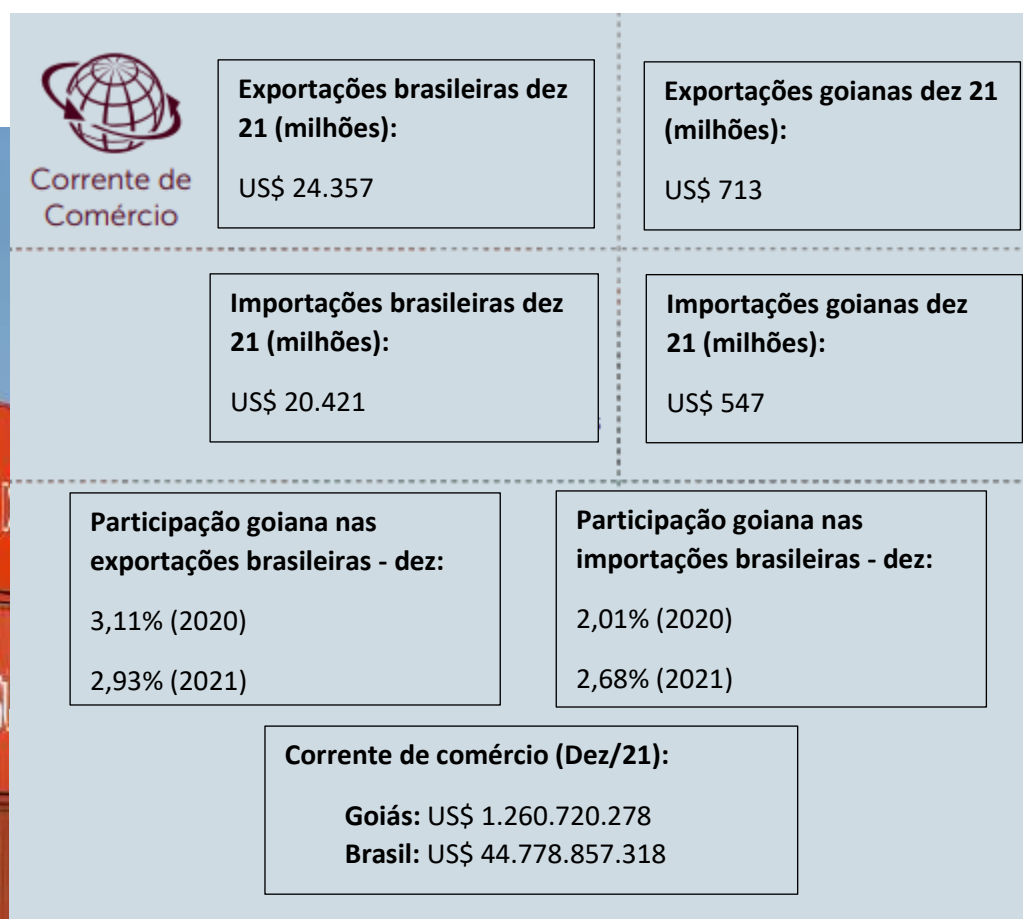 Corrente de
Comércio
Exportações brasileiras dez
21 (milhões):
US$ 24.357
Exportações goianas dez 21
(milhões):
US$ 713
Importações brasileiras dez
21 (milhões):
US$ 20.421
Importações goianas dez
21 (milhões):
US$ 547
Participação goiana nas
exportações brasileiras - dez:
3,11% (2020)
2,93% (2021)
Participação goiana nas
importações brasileiras - dez:
2,01% (2020)
2,68% (2021)
Corrente de comércio (Dez/21):
Goiás: US$ 1.260.720.278
Brasil: US$ 44.778.857.318